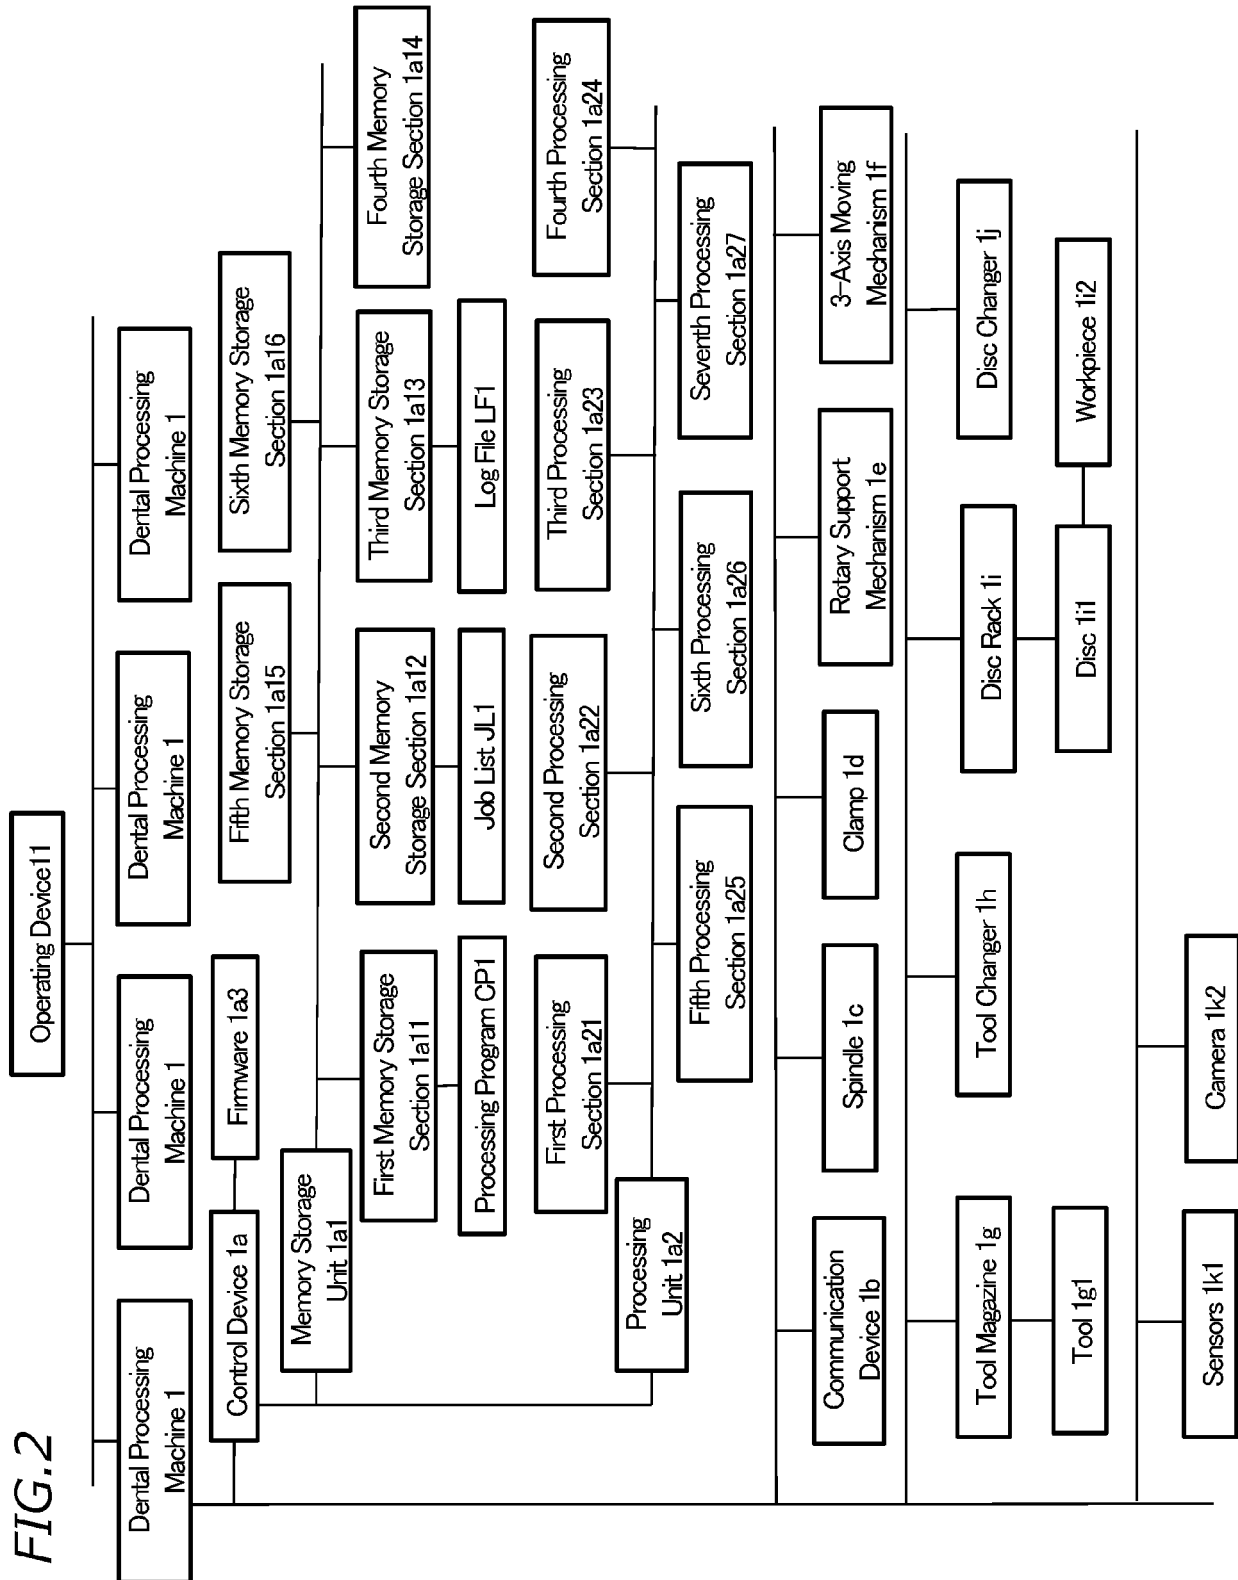 FIG.2
Operating Device11
Dental Processing
Machine 1
Dental Processing
Machine 1
Dental Processing
Machine 1
Dental Processing
Machine 1
Control Device 1a
Firmware 1a3
Fifth Memory Storage
Section 1a15
Sixth Memory Storage
Section 1a16
Memory Storage
Unit 1a1
First Memory Storage
Section 1a11
Second Memory
Storage Section 1a12
Third Memory Storage
Section 1a13
Fourth Memory
Storage Section 1a14
Processing Program CP1
Job List JL1
Log File LF1
First Processing
Section 1a21
Second Processing
Section 1a22
Third Processing
Section 1a23
Fourth Processing
Section 1a24
Processing
Unit 1a2
Fifth Processing
Section 1a25
Sixth Processing
Section 1a26
Seventh Processing
Section 1a27
Communication
Device 1b
Spindle 1c
Clamp 1d
Rotary Support
Mechanism 1e
3-Axis Moving
Mechanism 1f
Tool Magazine 1g
Tool Changer 1h
Disc Rack 1i
Disc Changer 1j
Tool 1g1
Disc 1i1
Workpiece 1i2
Sensors 1k1
Camera 1k2